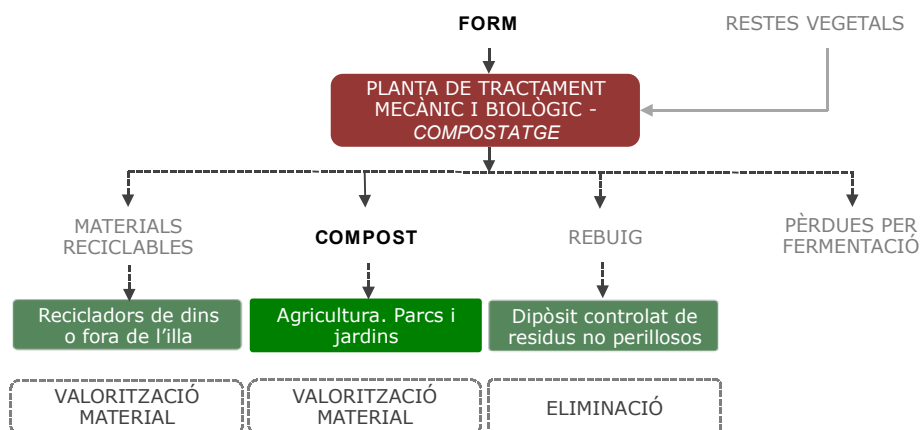 FORM
RESTES VEGETALS
PLANTA DE TRACTAMENT
MECÀNIC I BIOLÒGIC -
COMPOSTATGE
MATERIALS
RECICLABLES
COMPOST
REBUIG
PÈRDUES PER
FERMENTACIÓ
Recicladors de dins
o fora de l’illa
Agricultura. Parcs i
jardins
Dipòsit controlat de
residus no perillosos
VALORITZACIÓ
MATERIAL
VALORITZACIÓ
MATERIAL
ELIMINACIÓ